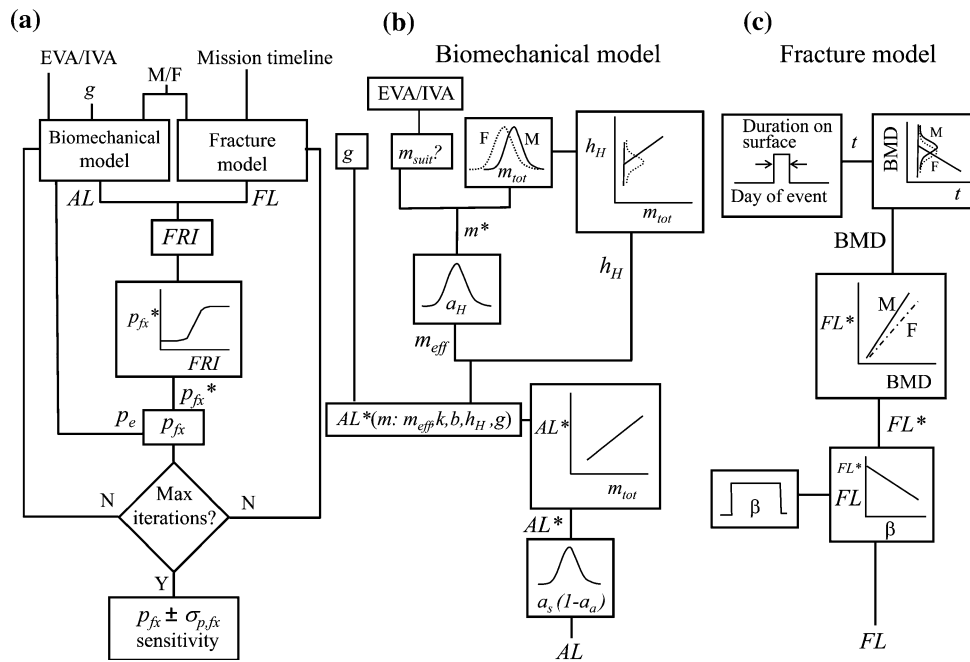 (a)
EVA/IVA
Mission timeline
g
M/F
Biomechanical
model
Fracture
model
AL
FL
FRI
p_fx*
FRI
p_fx*
p_e
p_fx
N
Max
iterations?
N
Y
p_fx ± σ_p,fx
sensitivity
(b)
Biomechanical model
EVA/IVA
g
m_suit?
F
M
m_tot
h_H
m_tot
m*
a_H
h_H
m_eff
AL*(m: m_eff,k,b,h_H,g)
AL*
m_tot
AL*
a_s(1-a_a)
AL
(c)
Fracture model
Duration on
surface
Day of event
t
BMD
M
F
t
BMD
FL*
M
F
BMD
FL*
β
FL*
FL
β
FL